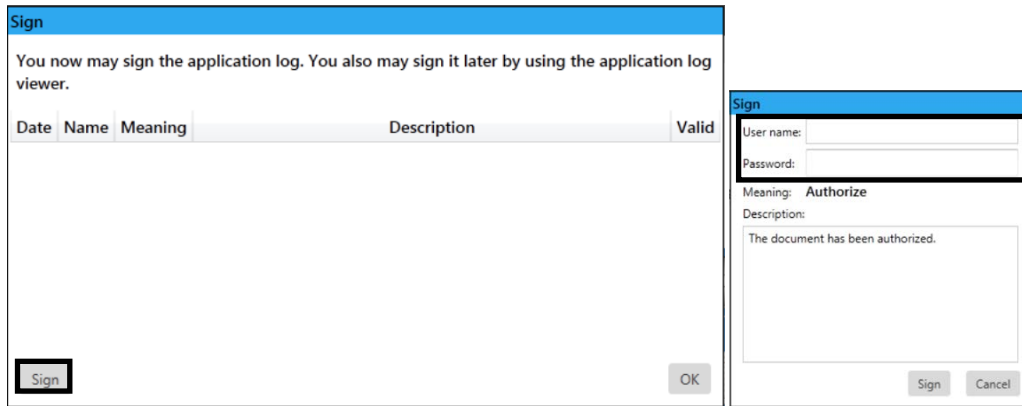 Sign
You now may sign the application log. You also may sign it later by using the application log
viewer.
Date Name Meaning Description Valid
Sign OK
Sign
User name:
Password:
Meaning: Authorize
Description:
The document has been authorized.
Sign Cancel